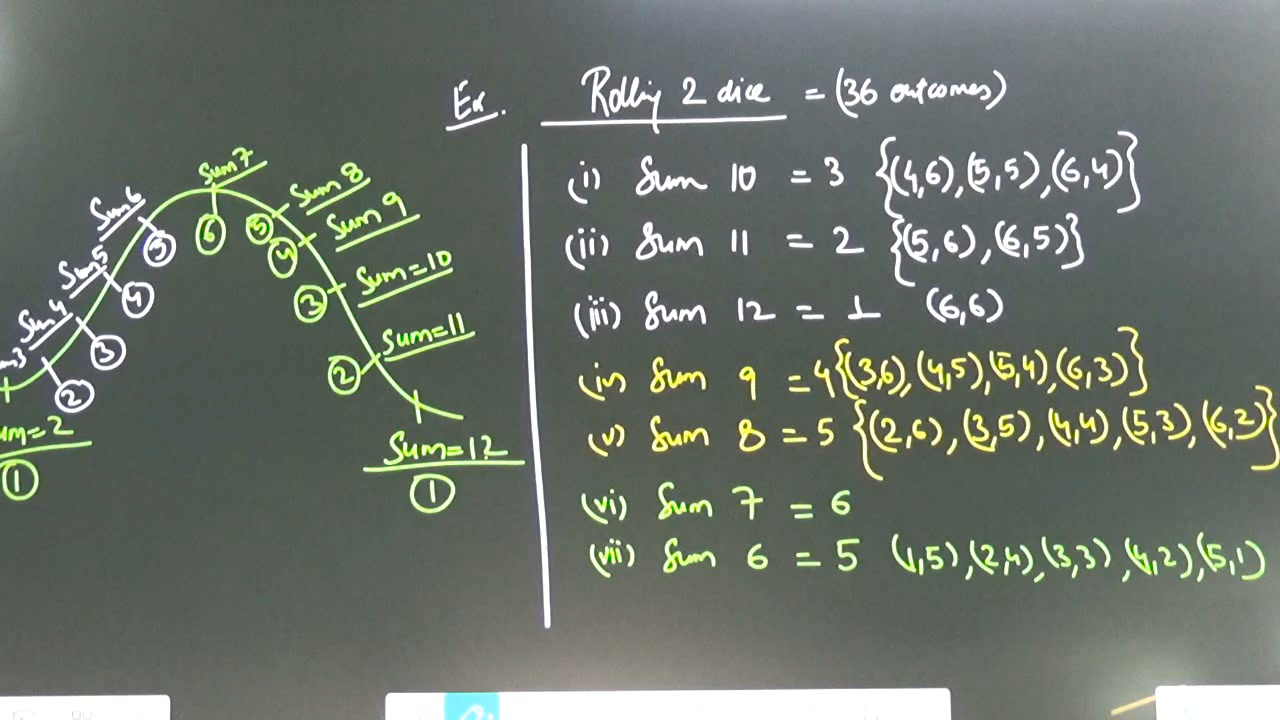 Ex. Rolling 2 dice = (36 outcomes)
(i) Sum 10 = 3 {(4,6),(5,5),(6,4)}
(ii) Sum 11 = 2 {(5,6),(6,5)}
(iii) Sum 12 = 1 (6,6)
(iv) Sum 9 = 4{(3,6),(4,5),(5,4),(6,3)}
(v) Sum 8 = 5 {(2,6),(3,5),(4,4),(5,3),(6,2)}
(vi) Sum 7 = 6
(vii) Sum 6 = 5 (1,5),(2,4),(3,3),(4,2),(5,1)
Sum 7
6
Sum 8
5
Sum 9
4
Sum=10
3
Sum=11
2
Sum=12
1
Sum 6
5
Sum 5
4
Sum 4
3
um 3
2
um=2
1